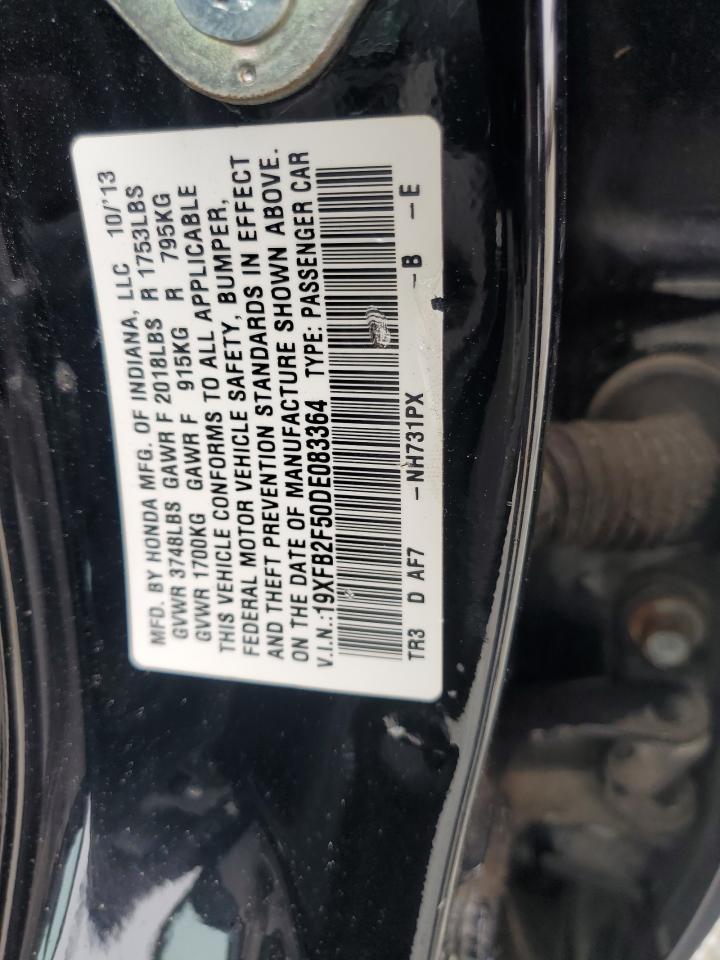 MFD. BY HONDA MFG. OF INDIANA, LLC 10/'13
GVWR 3748LBS GAWR F 2018LBS R 1753LBS
GVWR 1700KG GAWR F 915KG R 795KG
THIS VEHICLE CONFORMS TO ALL APPLICABLE
FEDERAL MOTOR VEHICLE SAFETY, BUMPER,
AND THEFT PREVENTION STANDARDS IN EFFECT
ON THE DATE OF MANUFACTURE SHOWN ABOVE.
V.I.N.:19XFB2F50DE083364 TYPE: PASSENGER CAR
TR3 D AF7 -NH731PX -B -E